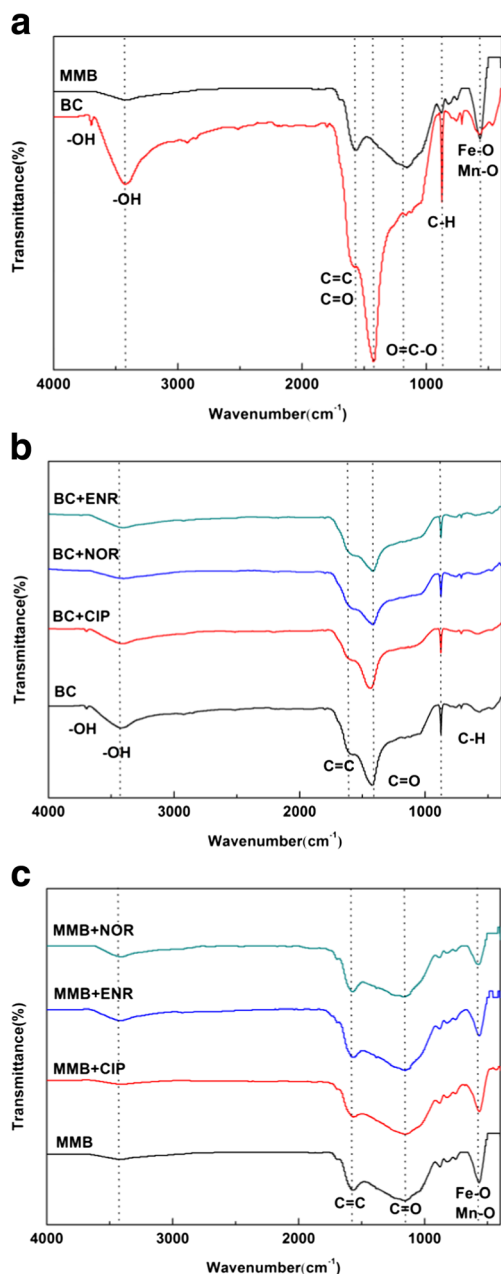 a
MMB
BC
-OH
-OH
C=C
C=O
O=C-O
C-H
Fe-O
Mn-O
Transmittance(%)
4000 3000 2000 1000
Wavenumber(cm⁻¹)
b
BC+ENR
BC+NOR
BC+CIP
BC
-OH
-OH
C=C
C=O
C-H
Transmittance(%)
4000 3000 2000 1000
Wavenumber(cm⁻¹)
c
MMB+NOR
MMB+ENR
MMB+CIP
MMB
C=C
C=O
Fe-O
Mn-O
Transmittance(%)
4000 3000 2000 1000
Wavenumber(cm⁻¹)